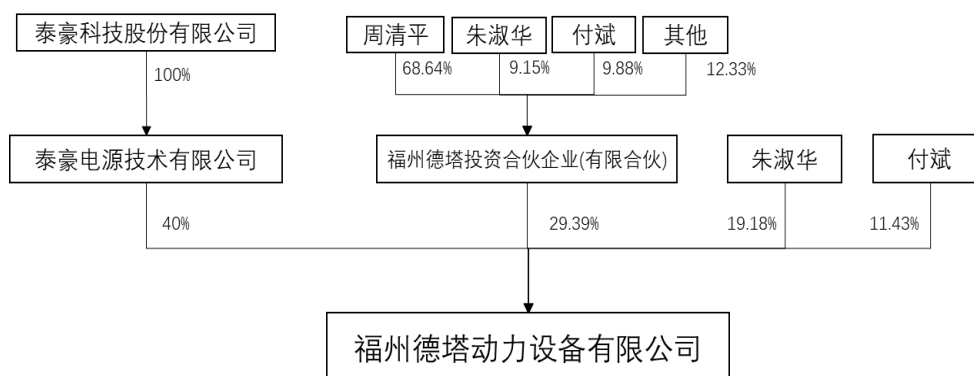 泰豪科技股份有限公司
周清平
朱淑华
付斌
其他
100%
68.64%
9.15%
9.88%
12.33%
泰豪电源技术有限公司
福州德塔投资合伙企业(有限合伙)
朱淑华
付斌
40%
29.39%
19.18%
11.43%
福州德塔动力设备有限公司